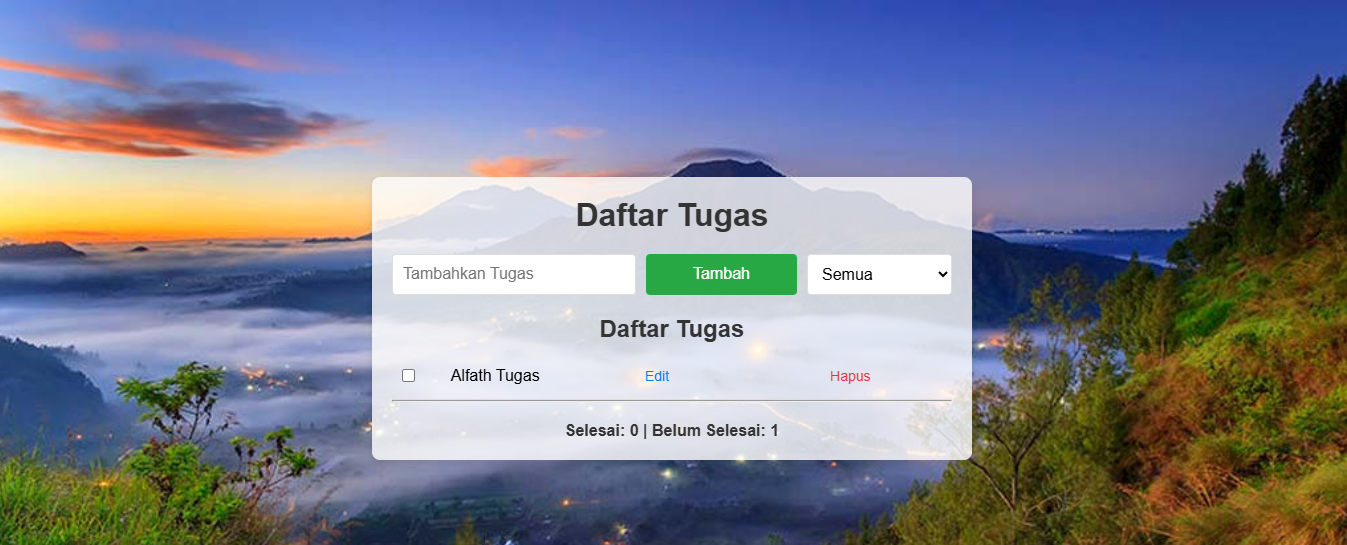 Daftar Tugas
Tambahkan Tugas Tambah Semua
Daftar Tugas
Alfath Tugas Edit Hapus
Selesai: 0 | Belum Selesai: 1